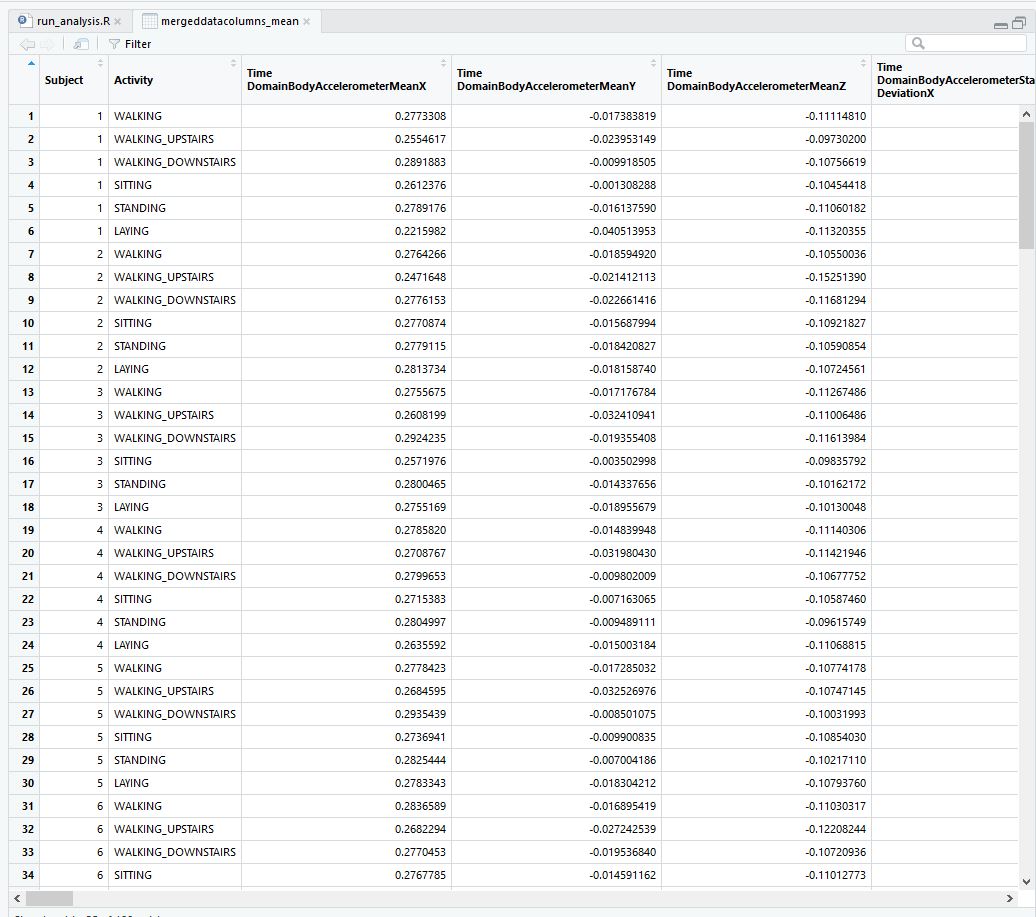 run_analysis.R mergeddatacolumns_mean
Filter
Subject Activity Time DomainBodyAccelerometerMeanX Time DomainBodyAccelerometerMeanY Time DomainBodyAccelerometerMeanZ Time DomainBodyAccelerometerSta DeviationX
1 1 WALKING 0.2773308 -0.017383819 -0.11114810
2 1 WALKING_UPSTAIRS 0.2554617 -0.023953149 -0.09730200
3 1 WALKING_DOWNSTAIRS 0.2891883 -0.009918505 -0.10756619
4 1 SITTING 0.2612376 -0.001308288 -0.10454418
5 1 STANDING 0.2789176 -0.016137590 -0.11060182
6 1 LAYING 0.2215982 -0.040513953 -0.11320355
7 2 WALKING 0.2764266 -0.018594920 -0.10550036
8 2 WALKING_UPSTAIRS 0.2471648 -0.021412113 -0.15251390
9 2 WALKING_DOWNSTAIRS 0.2776153 -0.022661416 -0.11681294
10 2 SITTING 0.2770874 -0.015687994 -0.10921827
11 2 STANDING 0.2779115 -0.018420827 -0.10590854
12 2 LAYING 0.2813734 -0.018158740 -0.10724561
13 3 WALKING 0.2755675 -0.017176784 -0.11267486
14 3 WALKING_UPSTAIRS 0.2608199 -0.032410941 -0.11006486
15 3 WALKING_DOWNSTAIRS 0.2924235 -0.019355408 -0.11613984
16 3 SITTING 0.2571976 -0.003502998 -0.09835792
17 3 STANDING 0.2800465 -0.014337656 -0.10162172
18 3 LAYING 0.2755169 -0.018955679 -0.10130048
19 4 WALKING 0.2785820 -0.014839948 -0.11140306
20 4 WALKING_UPSTAIRS 0.2708767 -0.031980430 -0.11421946
21 4 WALKING_DOWNSTAIRS 0.2799653 -0.009802009 -0.10677752
22 4 SITTING 0.2715383 -0.007163065 -0.10587460
23 4 STANDING 0.2804997 -0.009489111 -0.09615749
24 4 LAYING 0.2635592 -0.015003184 -0.11068815
25 5 WALKING 0.2778423 -0.017285032 -0.10774178
26 5 WALKING_UPSTAIRS 0.2684595 -0.032526976 -0.10747145
27 5 WALKING_DOWNSTAIRS 0.2935439 -0.008501075 -0.10031993
28 5 SITTING 0.2736941 -0.009900835 -0.10854030
29 5 STANDING 0.2825444 -0.007004186 -0.10217110
30 5 LAYING 0.2783343 -0.018304212 -0.10793760
31 6 WALKING 0.2836589 -0.016895419 -0.11030317
32 6 WALKING_UPSTAIRS 0.2682294 -0.027242539 -0.12208244
33 6 WALKING_DOWNSTAIRS 0.2770453 -0.019536840 -0.10720936
34 6 SITTING 0.2767785 -0.014591162 -0.11012773